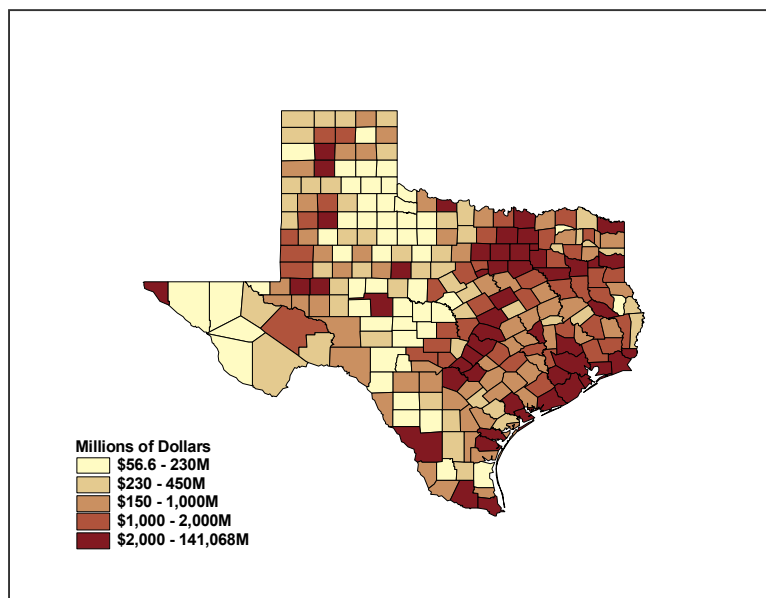 Millions of Dollars
$56.6 - 230M
$230 - 450M
$150 - 1,000M
$1,000 - 2,000M
$2,000 - 141,068M